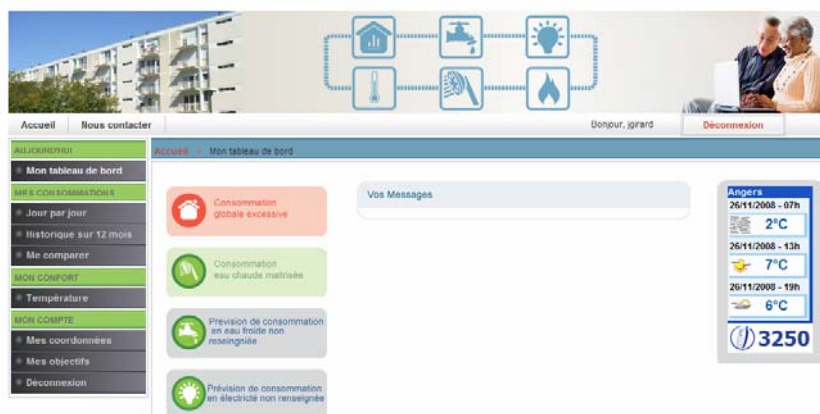 Accueil
Nous contacter
Bonjour, jgirard
Déconnexion
AUJOURD'HUI
Mon tableau de bord
MES CONSOMMATIONS
Jour par jour
Historique sur 12 mois
Me comparer
MON CONFORT
Température
MON COMPTE
Mes coordonnées
Mes objectifs
Déconnexion
Accueil
Mon tableau de bord
Consommation
globale excessive
Consommation
eau chaude maîtrisée
Prévision de consommation
en eau froide non
reseingniée
Prévision de consommation
en électricité non renseignée
Vos Messages
Angers
26/11/2008 - 07h
2°C
26/11/2008 - 13h
7°C
26/11/2008 - 19h
6°C
3250